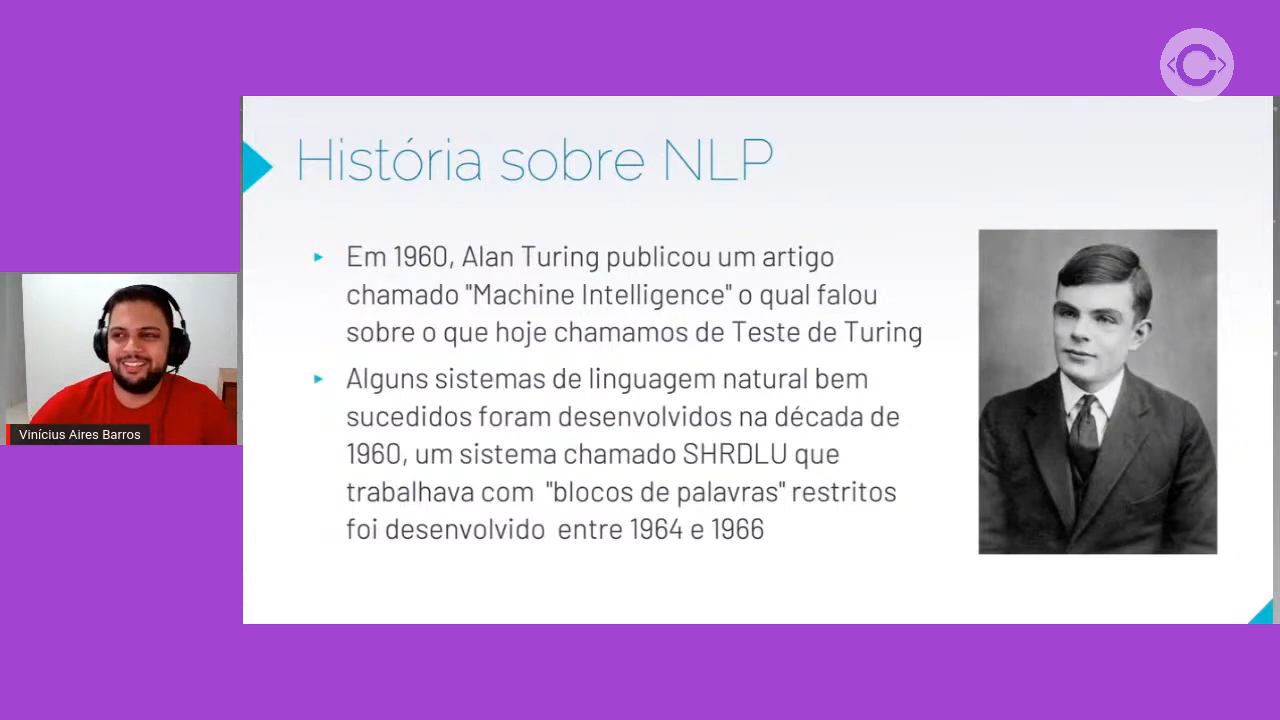 História sobre NLP
Em 1960, Alan Turing publicou um artigo
chamado "Machine Intelligence" o qual falou
sobre o que hoje chamamos de Teste de Turing
Alguns sistemas de linguagem natural bem
sucedidos foram desenvolvidos na década de
1960, um sistema chamado SHRDLU que
trabalhava com "blocos de palavras" restritos
foi desenvolvido entre 1964 e 1966
Vinícius Aires Barros
<C>